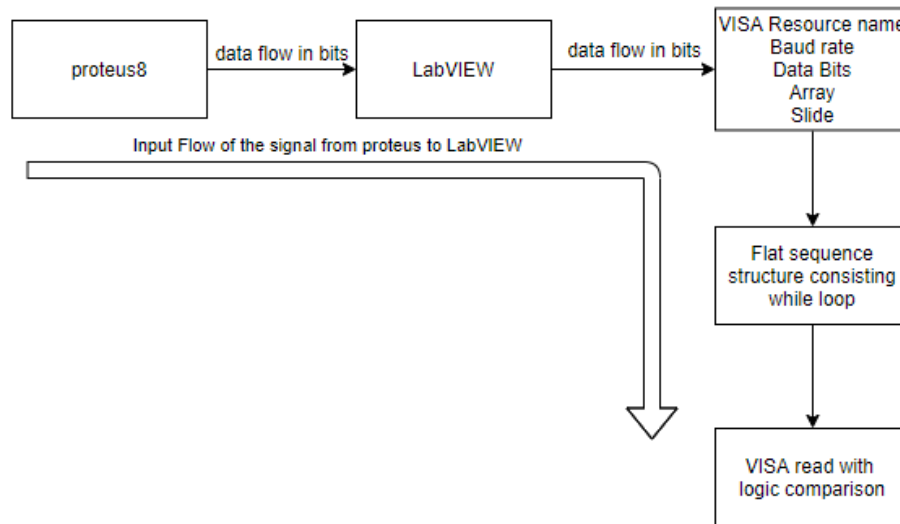 proteus8
data flow in bits
LabVIEW
data flow in bits
VISA Resource name
Baud rate
Data Bits
Array
Slide
Input Flow of the signal from proteus to LabVIEW
Flat sequence
structure consisting
while loop
VISA read with
logic comparison